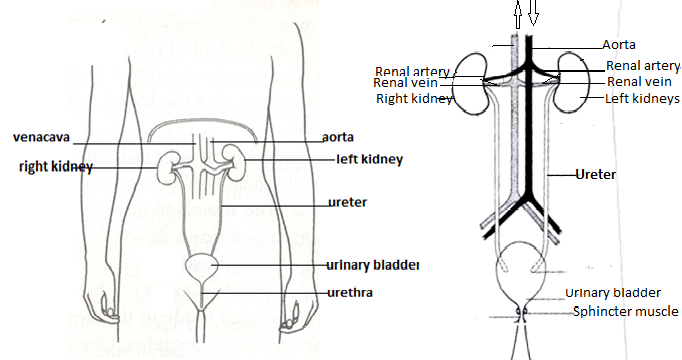 venacava
aorta
right kidney
left kidney
ureter
urinary bladder
urethra
Aorta
Renal artery
Renal artery
Renal vein
Renal vein
Right kidney
Left kidneys
Ureter
Urinary bladder
Sphincter muscle